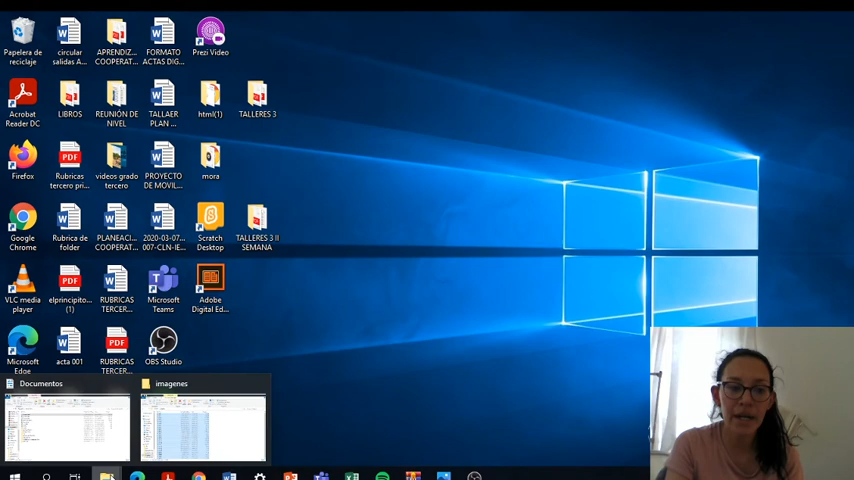 Papelera de
reciclaje
circular
salidas A...
APRENDIZ...
COOPERAT...
FORMATO
ACTAS DIG...
Prezi Video
Acrobat
Reader DC
LIBROS
REUNIÓN DE
NIVEL
TALLAER
PLAN ...
html(1)
TALLERES 3
Firefox
Rubricas
tercero pri...
videos grado
tercero
PROYECTO
DE MOVIL...
mora
Google
Chrome
Rubrica de
folder
PLANEACI...
COOPERAT...
2020-03-07...
007-CLN-IE...
Scratch
Desktop
TALLERES 3 II
SEMANA
VLC media
player
elprincipito...
(1)
RUBRICAS
TERCER...
Microsoft
Teams
Adobe
Digital Ed...
Microsoft
Edge
acta 001
RUBRICAS
TERCER...
OBS Studio
Documentos
imagenes